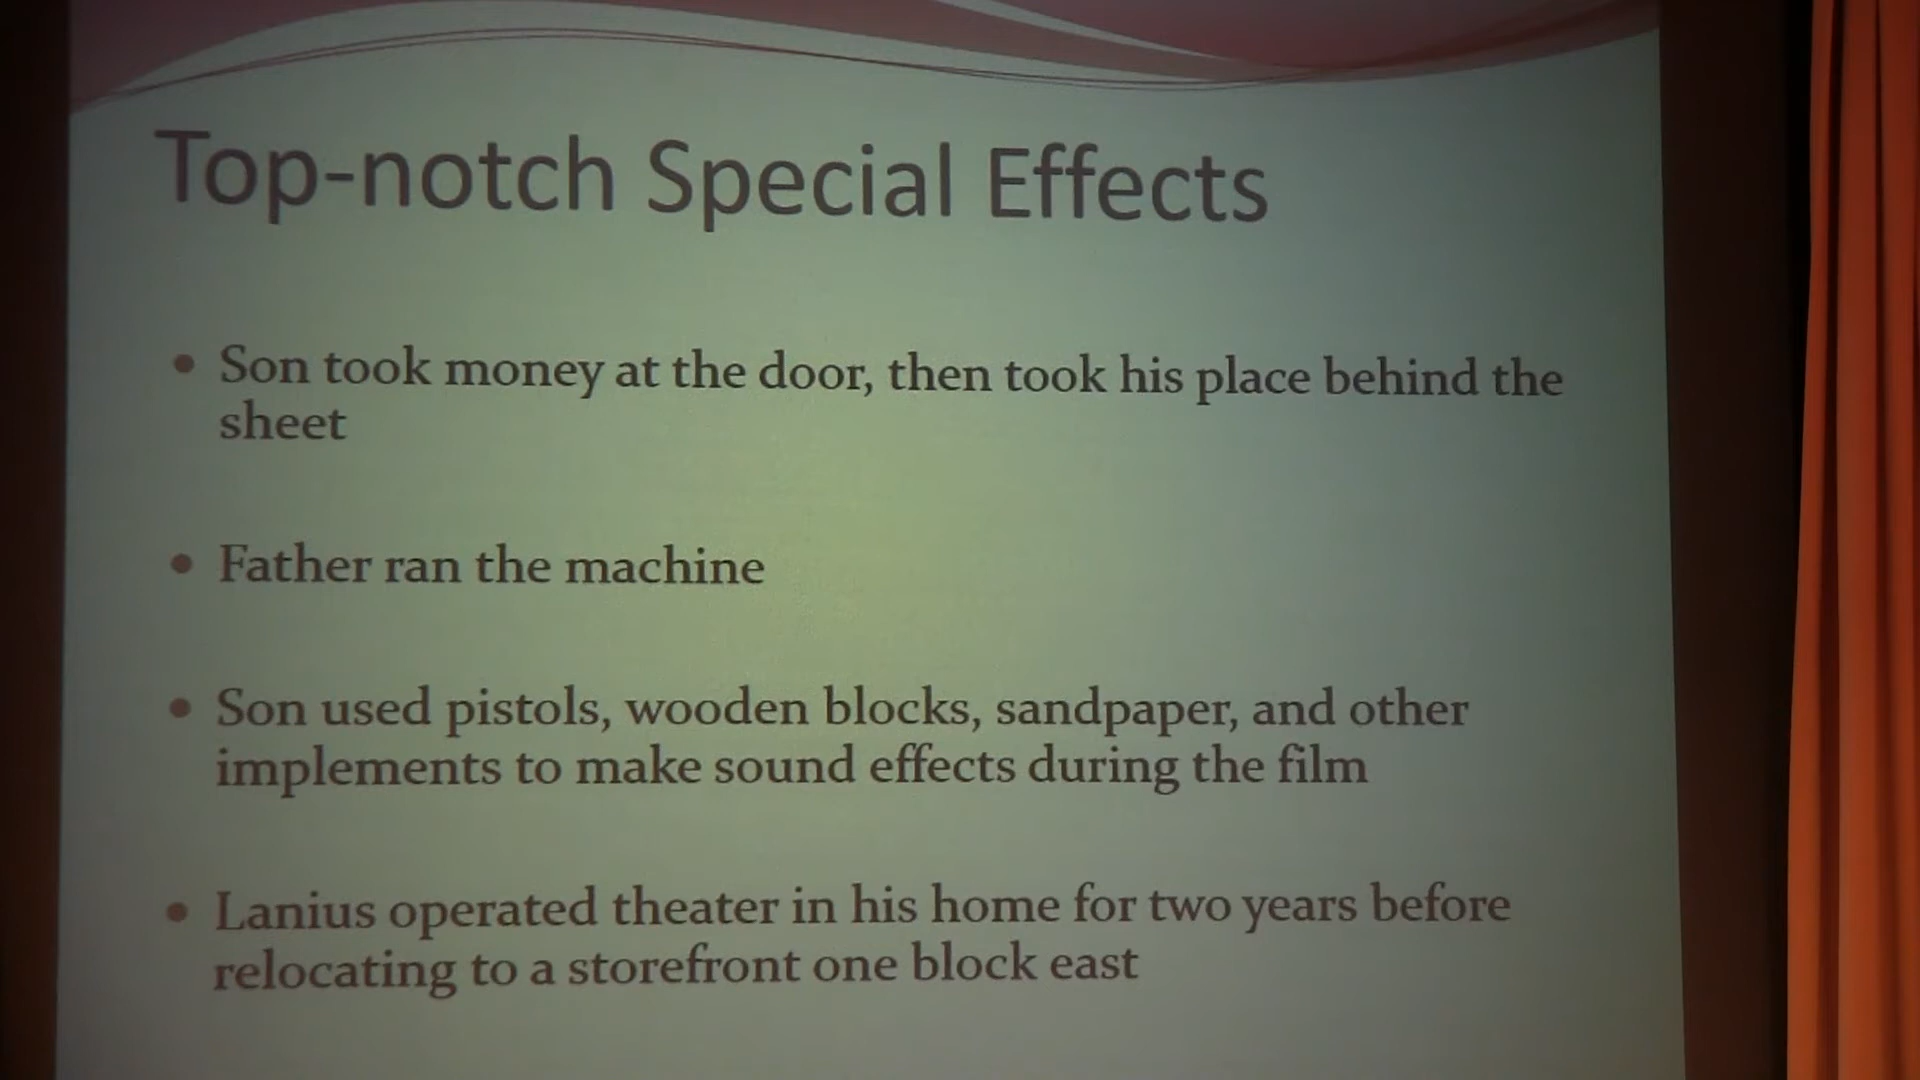 Top-notch Special Effects
• Son took money at the door, then took his place behind the
sheet
• Father ran the machine
• Son used pistols, wooden blocks, sandpaper, and other
implements to make sound effects during the film
• Lanius operated theater in his home for two years before
relocating to a storefront one block east